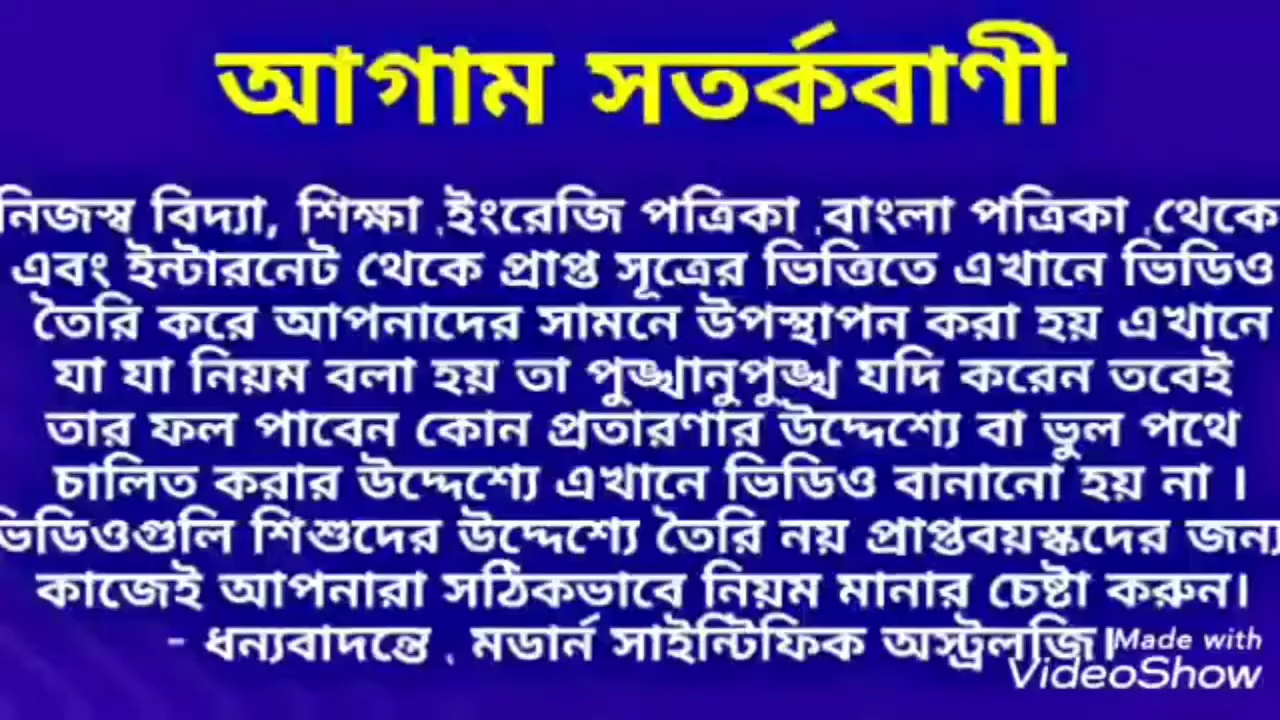 আগাম সতর্কবাণী
নিজস্ব বিদ্যা, শিক্ষা ,ইংরেজি পত্রিকা ,বাংলা পত্রিকা ,থেকে
এবং ইন্টারনেট থেকে প্রাপ্ত সূত্রের ভিত্তিতে এখানে ভিডিও
তৈরি করে আপনাদের সামনে উপস্থাপন করা হয় এখানে
যা যা নিয়ম বলা হয় তা পুঙ্খানুপুঙ্খ যদি করেন তবেই
তার ফল পাবেন কোন প্রতারণার উদ্দেশ্যে বা ভুল পথে
চালিত করার উদ্দেশ্যে এখানে ভিডিও বানানো হয় না ।
ভিডিওগুলি শিশুদের উদ্দেশ্যে তৈরি নয় প্রাপ্তবয়স্কদের জন্য
কাজেই আপনারা সঠিকভাবে নিয়ম মানার চেষ্টা করুন।
- ধন্যবাদন্তে , মডার্ন সাইন্টিফিক অস্ট্রলজি।
Made with
VideoShow